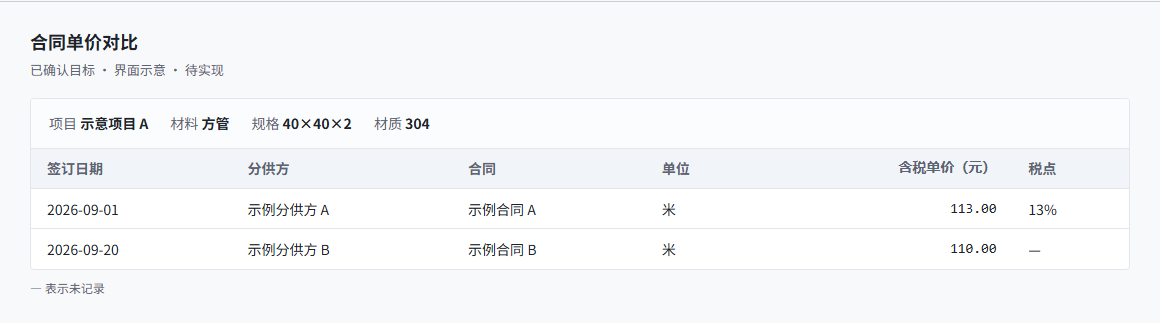 合同单价对比
已确认目标 · 界面示意 · 待实现
项目 示意项目 A 材料 方管 规格 40×40×2 材质 304
签订日期 分供方 合同 单位 含税单价（元） 税点
2026-09-01 示例分供方 A 示例合同 A 米 113.00 13%
2026-09-20 示例分供方 B 示例合同 B 米 110.00 —
— 表示未记录